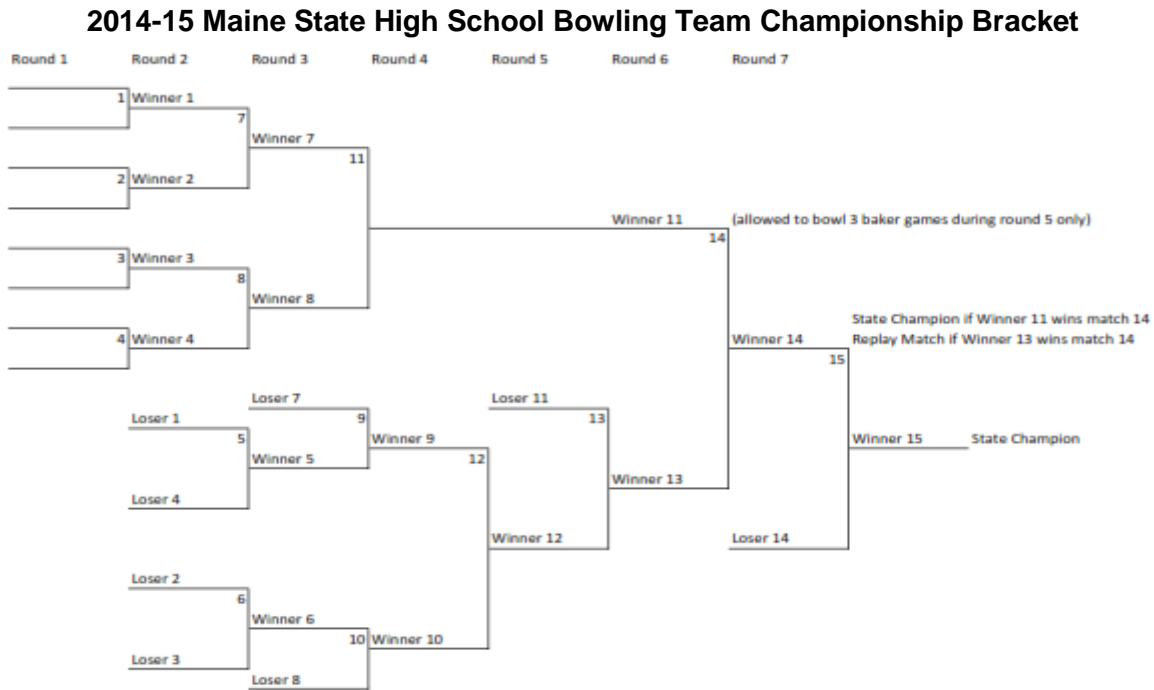 2014-15 Maine State High School Bowling Team Championship Bracket
Round 1 Round 2 Round 3 Round 4 Round 5 Round 6 Round 7
1 Winner 1
7
Winner 7
11
2 Winner 2
Winner 11 (allowed to bowl 3 baker games during round 5 only)
14
3 Winner 3
8
Winner 8
State Champion if Winner 11 wins match 14
4 Winner 4
Winner 14 Replay Match if Winner 13 wins match 14
15
Loser 7
Loser 11
Loser 1
9
13
5
Winner 9
Winner 15 State Champion
Winner 5
12
Winner 13
Loser 4
Winner 12
Loser 14
Loser 2
6
Winner 6
10 Winner 10
Loser 3
Loser 8